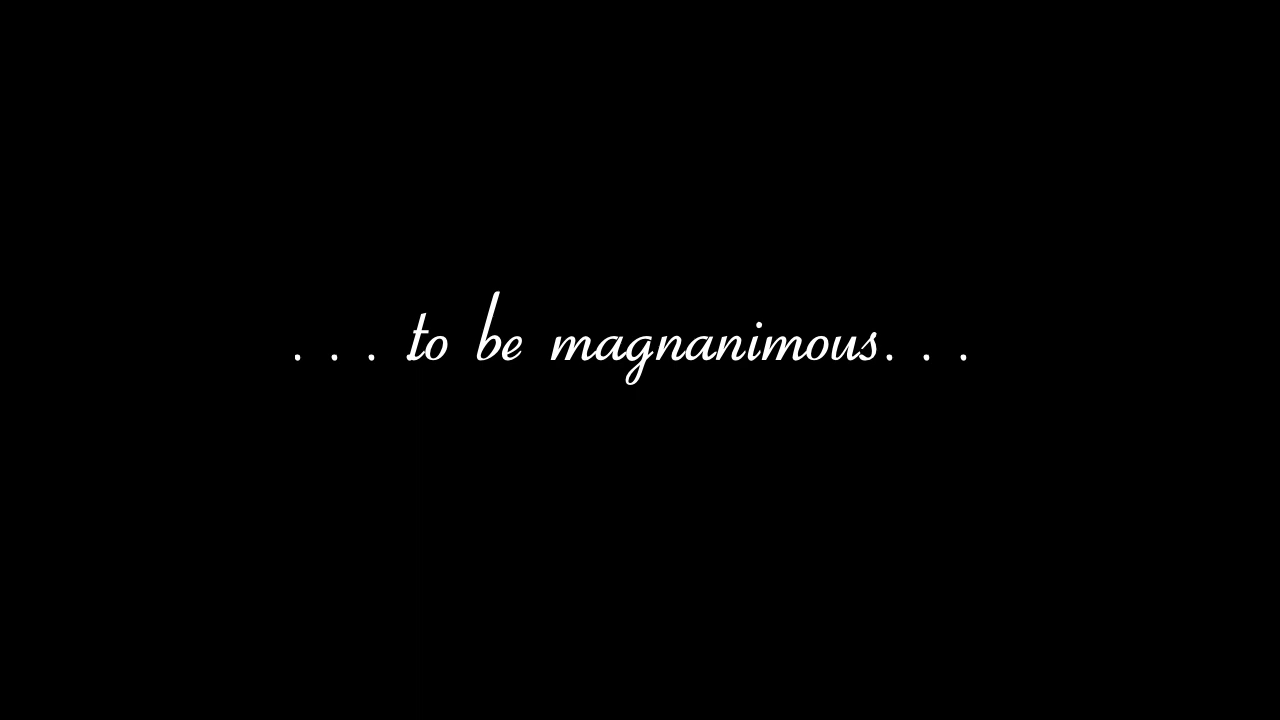 . . . to be magnanimous. . .